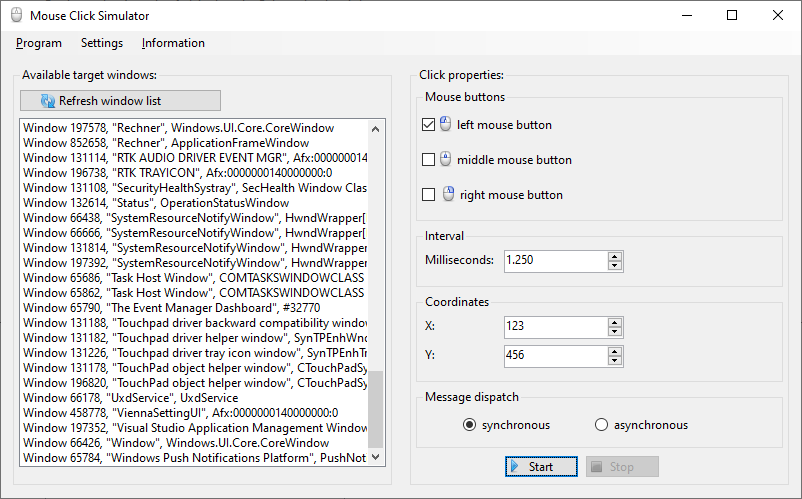 Mouse Click Simulator
Program Settings Information
Available target windows:
Refresh window list
Window 197578, "Rechner", Windows.UI.Core.CoreWindow
Window 852658, "Rechner", ApplicationFrameWindow
Window 131114, "RTK AUDIO DRIVER EVENT MGR", Afx:000000014
Window 196738, "RTK TRAYICON", Afx:0000000140000000:0
Window 131108, "SecurityHealthSystray", SecHealth Window Clas
Window 132614, "Status", OperationStatusWindow
Window 66438, "SystemResourceNotifyWindow", HwndWrapper[
Window 66666, "SystemResourceNotifyWindow", HwndWrapper[
Window 131814, "SystemResourceNotifyWindow", HwndWrapper
Window 197392, "SystemResourceNotifyWindow", HwndWrapper
Window 65686, "Task Host Window", COMTASKSWINDOWCLASS
Window 65862, "Task Host Window", COMTASKSWINDOWCLASS
Window 65790, "The Event Manager Dashboard", #32770
Window 131188, "Touchpad driver backward compatibility window
Window 131182, "Touchpad driver helper window", SynTPEnhWnd
Window 131226, "Touchpad driver tray icon window", SynTPEnhTr
Window 131178, "TouchPad object helper window", CTouchPadSy
Window 196820, "TouchPad object helper window", CTouchPadSy
Window 66178, "UxdService", UxdService
Window 458778, "ViennaSettingUI", Afx:0000000140000000:0
Window 197352, "Visual Studio Application Management Window
Window 66426, "Window", Windows.UI.Core.CoreWindow
Window 65784, "Windows Push Notifications Platform", PushNot
Click properties:
Mouse buttons
left mouse button
middle mouse button
right mouse button
Interval
Milliseconds: 1.250
Coordinates
X: 123
Y: 456
Message dispatch
synchronous asynchronous
Start Stop